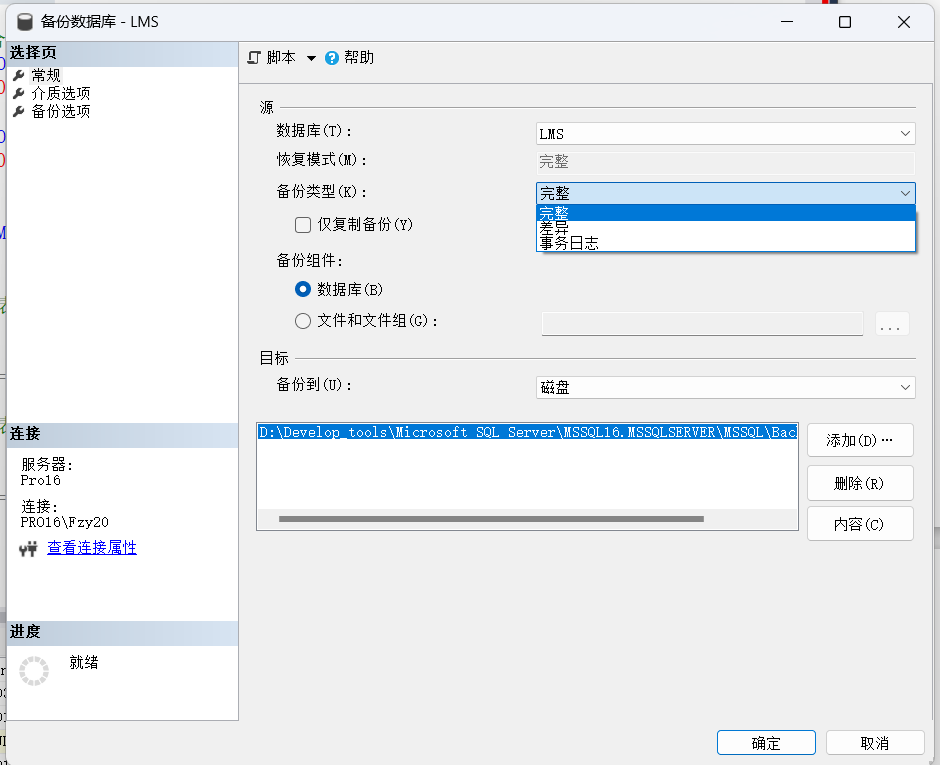 备份数据库 - LMS
选择页
常规
介质选项
备份选项
脚本
帮助
源
数据库(T):
LMS
恢复模式(M):
完整
备份类型(K):
完整
完整
差异
事务日志
仅复制备份(Y)
备份组件:
数据库(B)
文件和文件组(G):
...
目标
备份到(U):
磁盘
D:\Develop_tools\Microsoft SQL Server\MSSQL16.MSSQLSERVER\MSSQL\Bac
添加(D)...
删除(R)
内容(C)
连接
服务器:
Pro16
连接:
PRO16\Fzy20
查看连接属性
进度
就绪
确定
取消